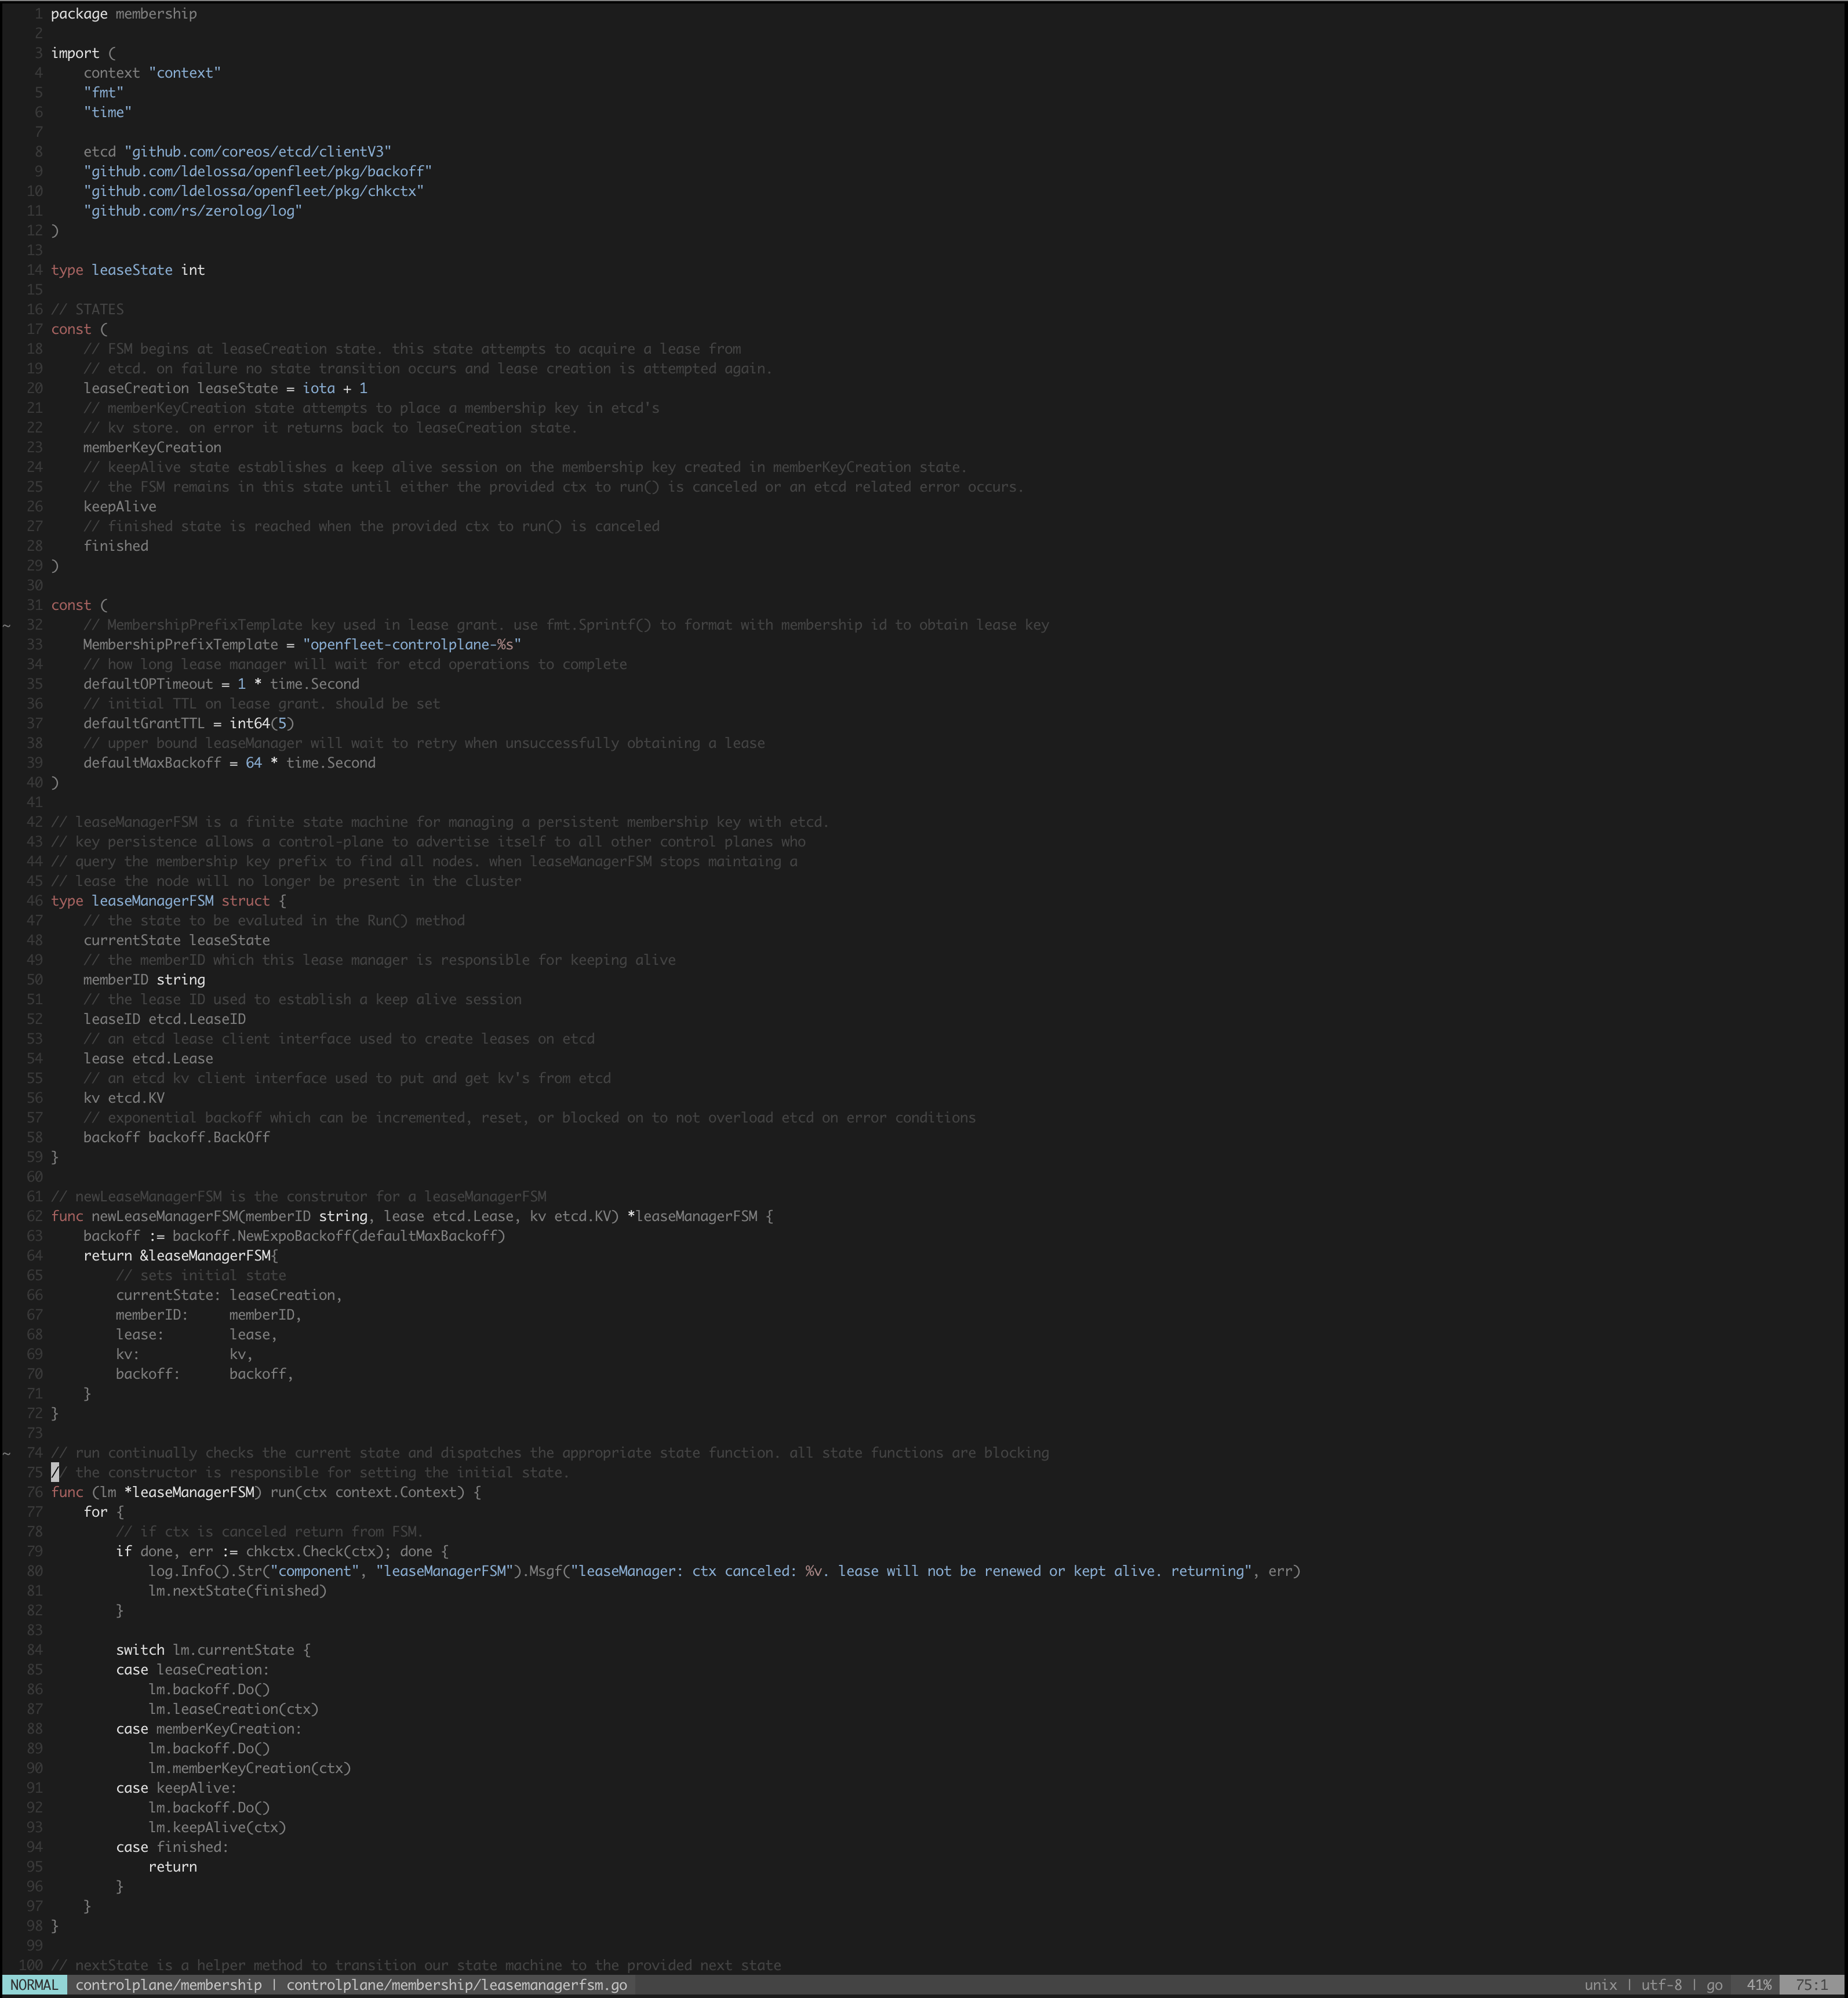 1 package membership
2
3 import (
4     context "context"
5     "fmt"
6     "time"
7
8     etcd "github.com/coreos/etcd/clientV3"
9     "github.com/ldelossa/openfleet/pkg/backoff"
10     "github.com/ldelossa/openfleet/pkg/chkctx"
11     "github.com/rs/zerolog/log"
12 )
13
14 type leaseState int
15
16 // STATES
17 const (
18     // FSM begins at leaseCreation state. this state attempts to acquire a lease from
19     // etcd. on failure no state transition occurs and lease creation is attempted again.
20     leaseCreation leaseState = iota + 1
21     // memberKeyCreation state attempts to place a membership key in etcd's
22     // kv store. on error it returns back to leaseCreation state.
23     memberKeyCreation
24     // keepAlive state establishes a keep alive session on the membership key created in memberKeyCreation state.
25     // the FSM remains in this state until either the provided ctx to run() is canceled or an etcd related error occurs.
26     keepAlive
27     // finished state is reached when the provided ctx to run() is canceled
28     finished
29 )
30
31 const (
~ 32     // MembershipPrefixTemplate key used in lease grant. use fmt.Sprintf() to format with membership id to obtain lease key
33     MembershipPrefixTemplate = "openfleet-controlplane-%s"
34     // how long lease manager will wait for etcd operations to complete
35     defaultOPTimeout = 1 * time.Second
36     // initial TTL on lease grant. should be set
37     defaultGrantTTL = int64(5)
38     // upper bound leaseManager will wait to retry when unsuccessfully obtaining a lease
39     defaultMaxBackoff = 64 * time.Second
40 )
41
42 // leaseManagerFSM is a finite state machine for managing a persistent membership key with etcd.
43 // key persistence allows a control-plane to advertise itself to all other control planes who
44 // query the membership key prefix to find all nodes. when leaseManagerFSM stops maintaing a
45 // lease the node will no longer be present in the cluster
46 type leaseManagerFSM struct {
47     // the state to be evaluted in the Run() method
48     currentState leaseState
49     // the memberID which this lease manager is responsible for keeping alive
50     memberID string
51     // the lease ID used to establish a keep alive session
52     leaseID etcd.LeaseID
53     // an etcd lease client interface used to create leases on etcd
54     lease etcd.Lease
55     // an etcd kv client interface used to put and get kv's from etcd
56     kv etcd.KV
57     // exponential backoff which can be incremented, reset, or blocked on to not overload etcd on error conditions
58     backoff backoff.BackOff
59 }
60
61 // newLeaseManagerFSM is the construtor for a leaseManagerFSM
62 func newLeaseManagerFSM(memberID string, lease etcd.Lease, kv etcd.KV) *leaseManagerFSM {
63     backoff := backoff.NewExpoBackoff(defaultMaxBackoff)
64     return &leaseManagerFSM{
65         // sets initial state
66         currentState: leaseCreation,
67         memberID:     memberID,
68         lease:        lease,
69         kv:           kv,
70         backoff:      backoff,
71     }
72 }
73
~ 74 // run continually checks the current state and dispatches the appropriate state function. all state functions are blocking
75 // the constructor is responsible for setting the initial state.
76 func (lm *leaseManagerFSM) run(ctx context.Context) {
77     for {
78         // if ctx is canceled return from FSM.
79         if done, err := chkctx.Check(ctx); done {
80             log.Info().Str("component", "leaseManagerFSM").Msgf("leaseManager: ctx canceled: %v. lease will not be renewed or kept alive. returning", err)
81             lm.nextState(finished)
82         }
83
84         switch lm.currentState {
85         case leaseCreation:
86             lm.backoff.Do()
87             lm.leaseCreation(ctx)
88         case memberKeyCreation:
89             lm.backoff.Do()
90             lm.memberKeyCreation(ctx)
91         case keepAlive:
92             lm.backoff.Do()
93             lm.keepAlive(ctx)
94         case finished:
95             return
96         }
97     }
98 }
99
100 // nextState is a helper method to transition our state machine to the provided next state
NORMAL controlplane/membership | controlplane/membership/leasemanagerfsm.go unix | utf-8 | go 41% 75:1